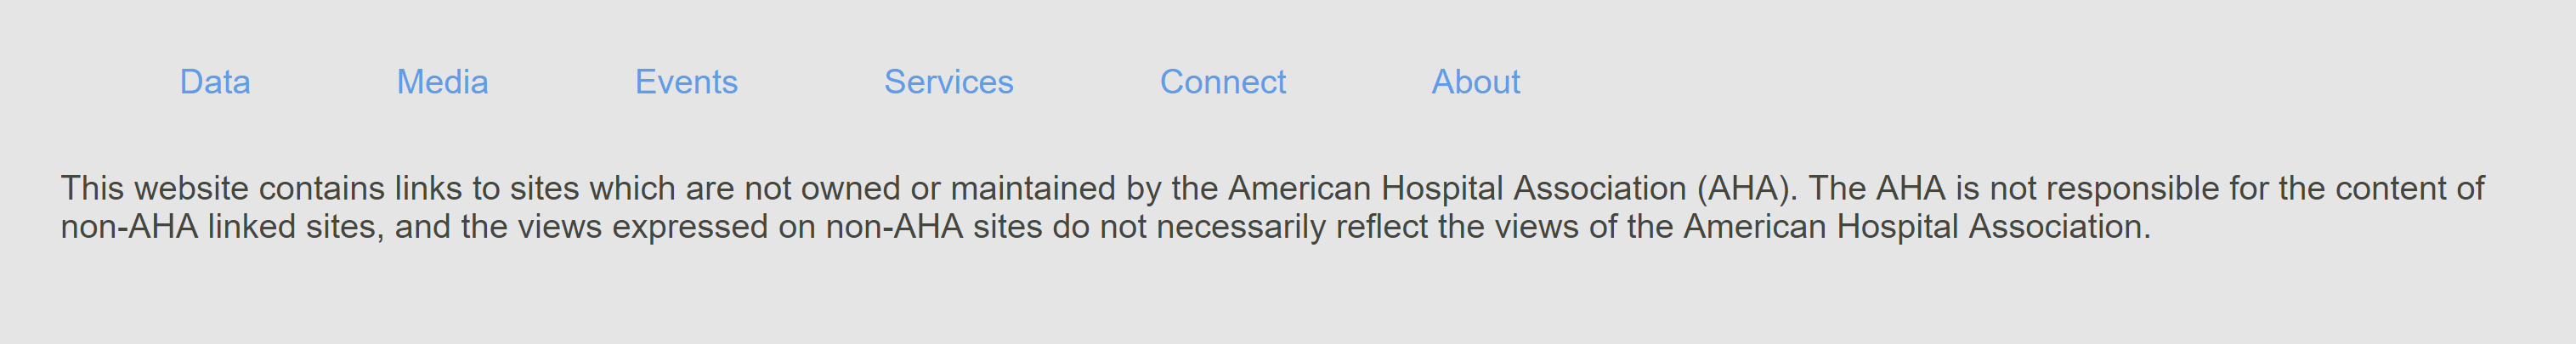 Data Media Events Services Connect About
This website contains links to sites which are not owned or maintained by the American Hospital Association (AHA). The AHA is not responsible for the content of
non-AHA linked sites, and the views expressed on non-AHA sites do not necessarily reflect the views of the American Hospital Association.